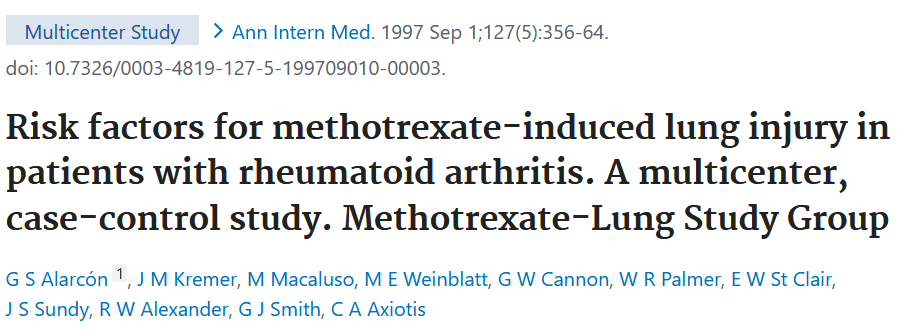 Multicenter Study > Ann Intern Med. 1997 Sep 1;127(5):356-64.
doi: 10.7326/0003-4819-127-5-199709010-00003.
Risk factors for methotrexate-induced lung injury in
patients with rheumatoid arthritis. A multicenter,
case-control study. Methotrexate-Lung Study Group
G S Alarcón 1, J M Kremer, M Macaluso, M E Weinblatt, G W Cannon, W R Palmer, E W St Clair,
J S Sundy, R W Alexander, G J Smith, C A Axiotis